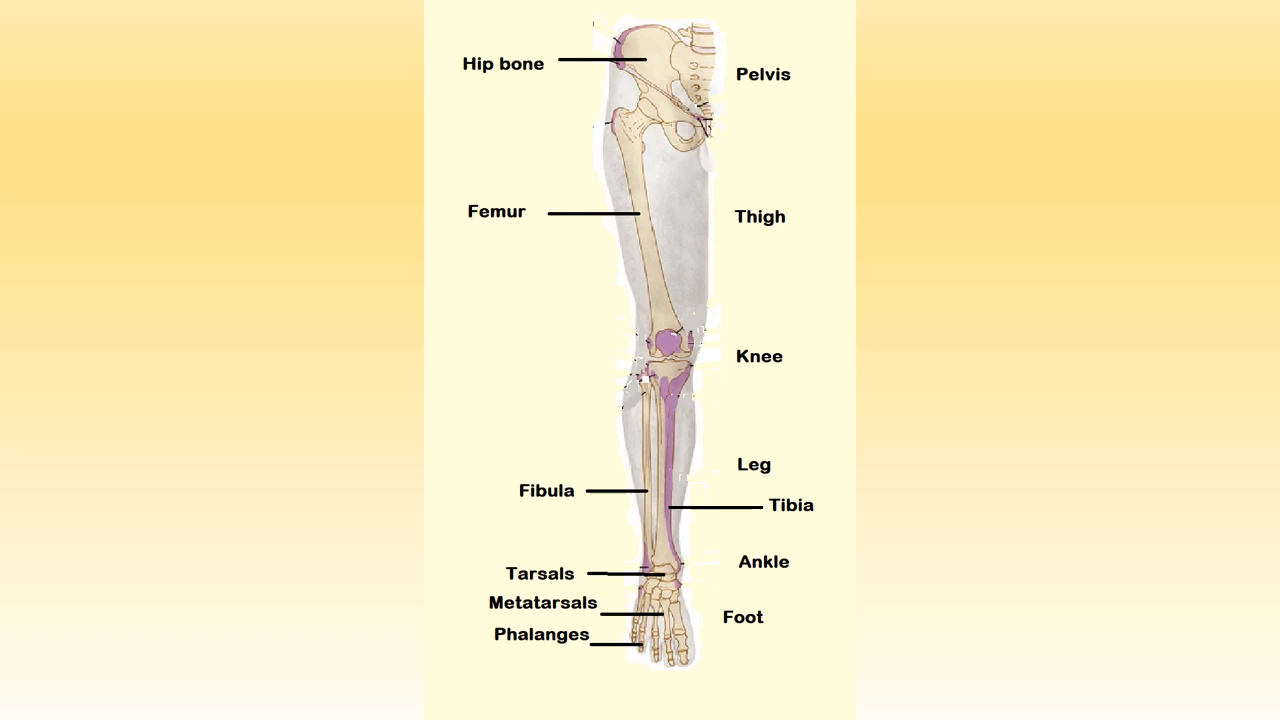 Hip bone
Pelvis
Femur
Thigh
Knee
Leg
Fibula
Tibia
Ankle
Tarsals
Metatarsals
Foot
Phalanges